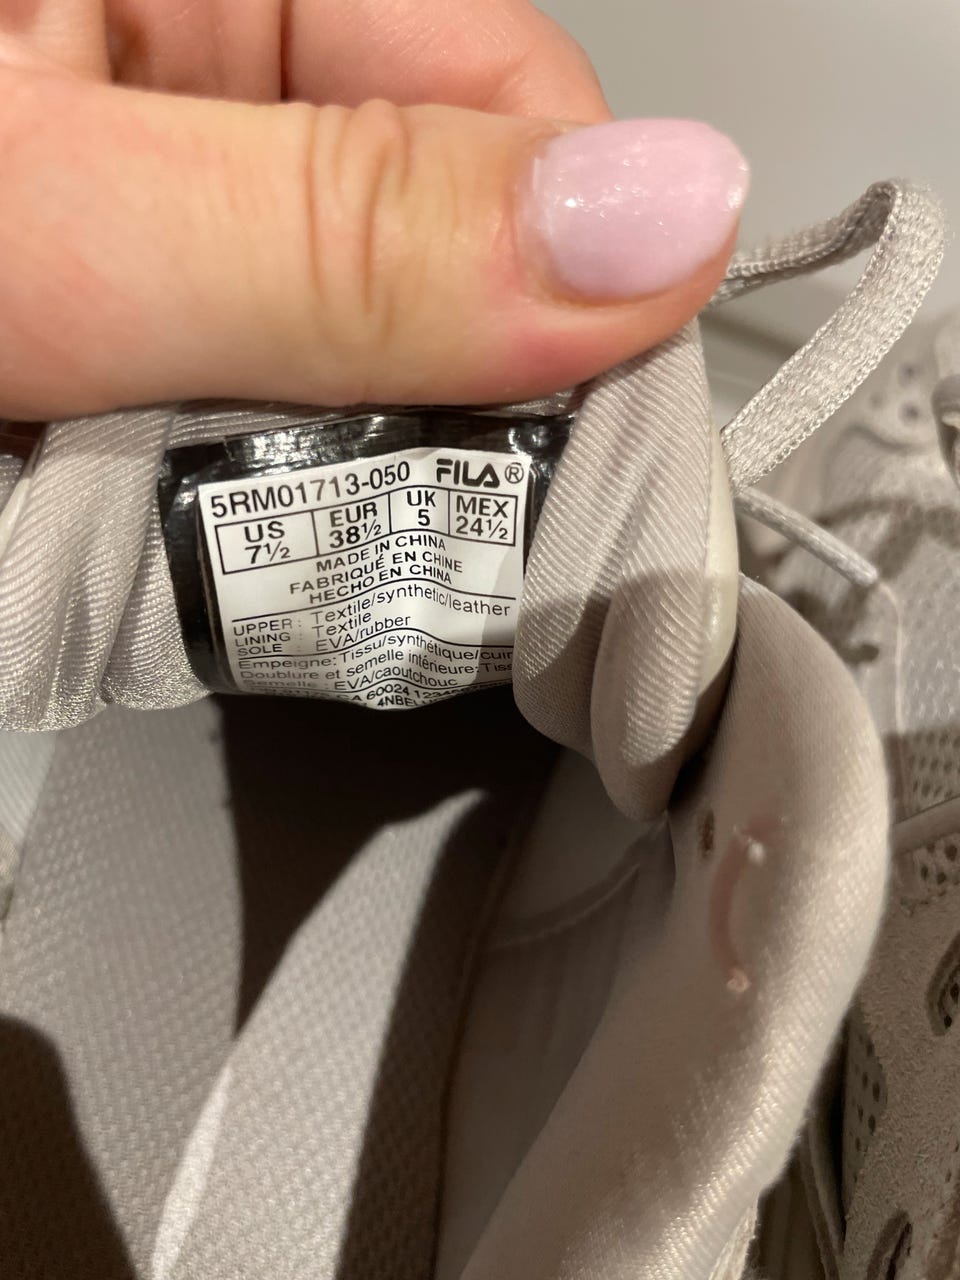 5RM01713-050 FILA®
US EUR UK MEX
7½ 38½ 5 24½
MADE IN CHINA
FABRIQUÉ EN CHINE
HECHO EN CHINA
UPPER : Textile/synthetic/leather
LINING : Textile
SOLE : EVA/rubber
Empeigne: Tissu/synthétique/cuir
Doublure et semelle intérieure: Tiss
Semelle : EVA/caoutchouc
60024